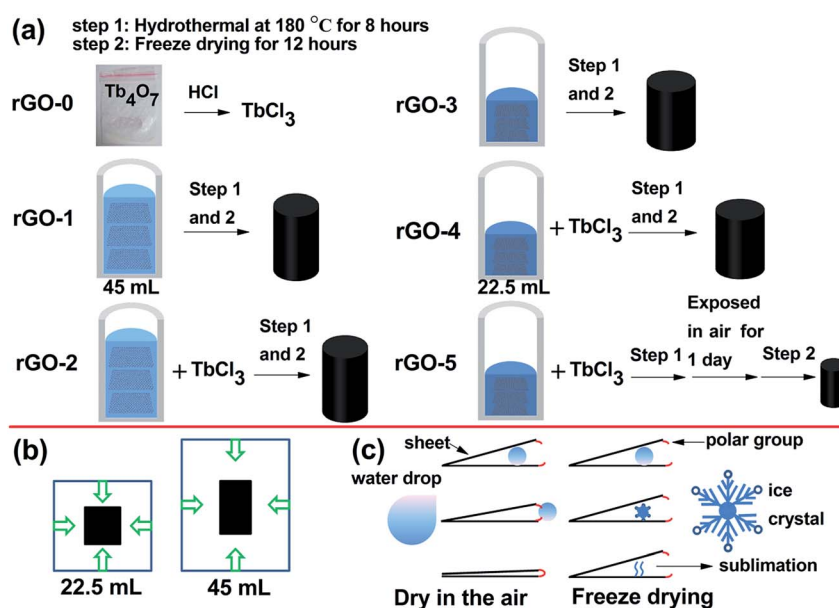 (a) step 1: Hydrothermal at 180 °C for 8 hours
step 2: Freeze drying for 12 hours
rGO-0
Tb4O7
HCl
TbCl3
rGO-1
45 mL
Step 1
and 2
rGO-2
+ TbCl3
Step 1
and 2
rGO-3
Step 1
and 2
rGO-4
22.5 mL
+ TbCl3
Step 1
and 2
rGO-5
+ TbCl3
Step 1
Exposed
in air for
1 day
Step 2
(b)
22.5 mL
45 mL
(c)
sheet
polar group
water drop
ice
crystal
sublimation
Dry in the air
Freeze drying